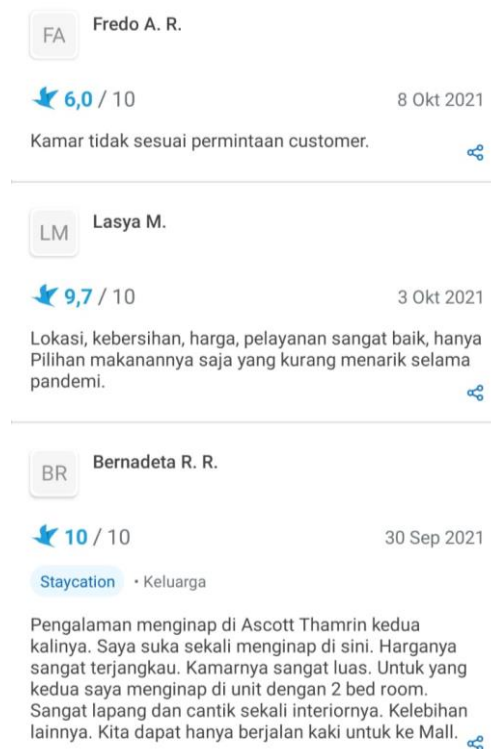 FA
Fredo A. R.
6,0 / 10
8 Okt 2021
Kamar tidak sesuai permintaan customer.
LM
Lasya M.
9,7 / 10
3 Okt 2021
Lokasi, kebersihan, harga, pelayanan sangat baik, hanya
Pilihan makanannya saja yang kurang menarik selama
pandemi.
BR
Bernadeta R. R.
10 / 10
30 Sep 2021
Staycation • Keluarga
Pengalaman menginap di Ascott Thamrin kedua
kalinya. Saya suka sekali menginap di sini. Harganya
sangat terjangkau. Kamarnya sangat luas. Untuk yang
kedua saya menginap di unit dengan 2 bed room.
Sangat lapang dan cantik sekali interiornya. Kelebihan
lainnya. Kita dapat hanya berjalan kaki untuk ke Mall.